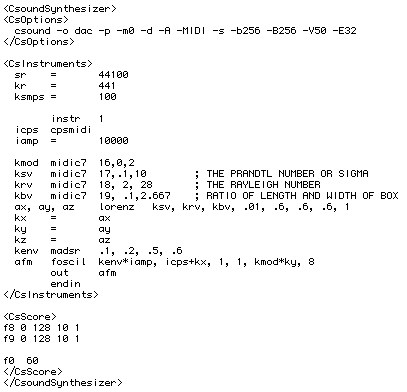 <CsoundSynthesizer>
<CsOptions>
csound -o dac -p -m0 -d -A -MIDI -s -b256 -B256 -V50 -E32
</CsOptions>
<CsInstruments>
sr = 44100
kr = 441
ksmps = 100
instr 1
icps cpsmidi
iamp = 10000
kmod midic7 16,0,2
ksv midic7 17,.1,10 ; THE PRANDTL NUMBER OR SIGMA
krv midic7 18, 2, 28 ; THE RAYLEIGH NUMBER
kbv midic7 19, .1,2.667 ; RATIO OF LENGTH AND WIDTH OF BOX
ax, ay, az lorenz ksv, krv, kbv, .01, .6, .6, .6, 1
kx = ax
ky = ay
kz = az
kenv madsr .1, .2, .5, .6
afm foscil kenv*iamp, icps+kx, 1, 1, kmod*ky, 8
out afm
endin
</CsInstruments>
<CsScore>
f8 0 128 10 1
f9 0 128 10 1
f0 60
</CsScore>
</CsoundSynthesizer>